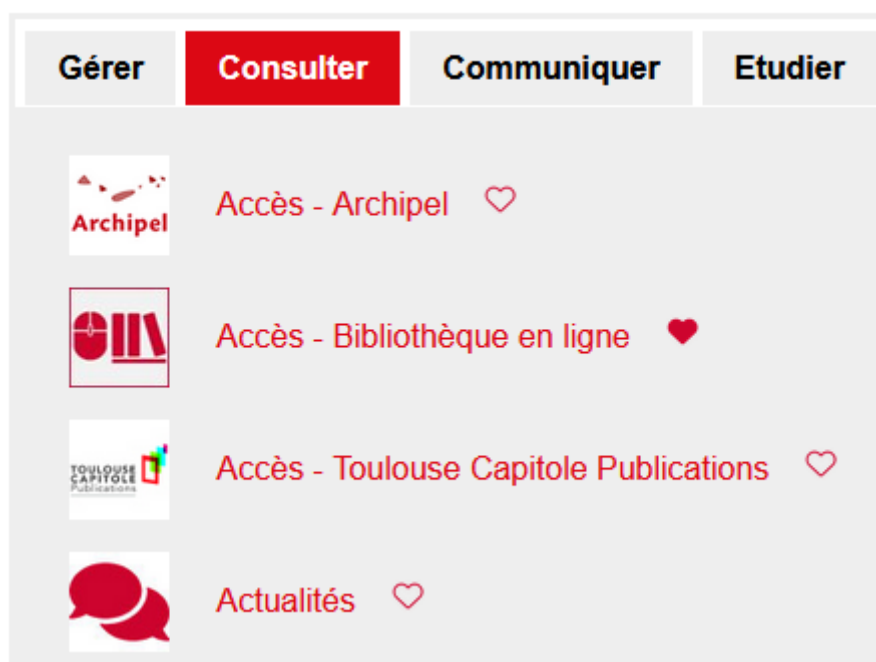 Gérer Consulter Communiquer Etudier
Archipel
Accès - Archipel
Accès - Bibliothèque en ligne
TOULOUSE
CAPITOLE
Publications
Accès - Toulouse Capitole Publications
Actualités